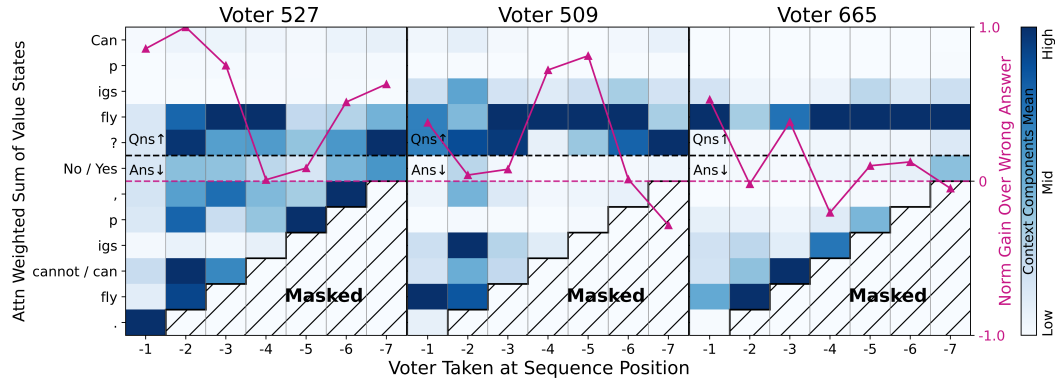 Voter 527 Voter 509 Voter 665
Attn Weighted Sum of Value States
Can
p
igs
fly
?
No / Yes
,
p
igs
cannot / can
fly
.
Qns↑
Ans↓
Masked
Qns↑
Ans↓
Masked
Qns↑
Ans↓
Masked
-1 -2 -3 -4 -5 -6 -7 -1 -2 -3 -4 -5 -6 -7 -1 -2 -3 -4 -5 -6 -7
Voter Taken at Sequence Position
1.0
0
-1.0
Norm Gain Over Wrong Answer
Context Components Mean
High
Mid
Low